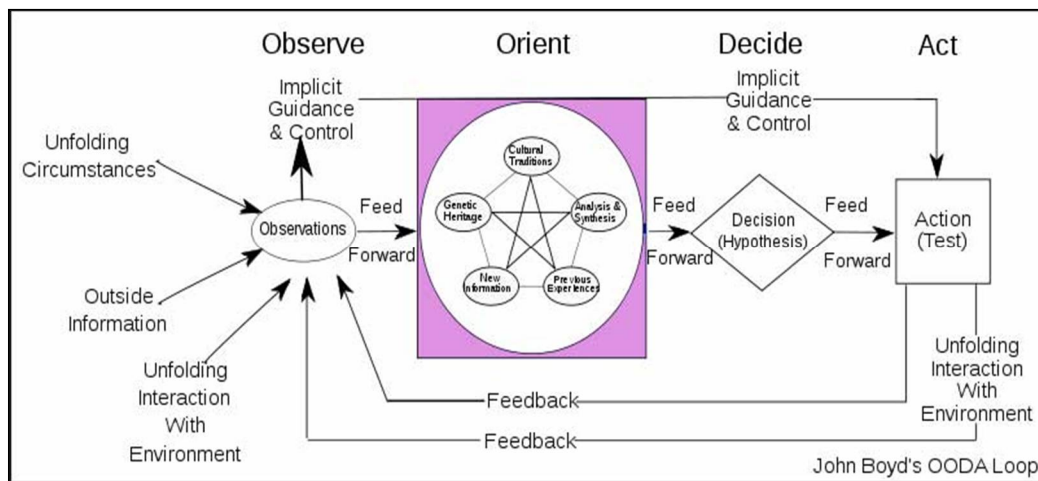 Observe
Orient
Decide
Act
Implicit
Guidance
& Control
Implicit
Guidance
& Control
Unfolding
Circumstances
Observations
Feed
Forward
Cultural
Traditions
Genetic
Heritage
Analysis &
Synthesis
New
Information
Previous
Experiences
Feed
Forward
Decision
(Hypothesis)
Feed
Forward
Action
(Test)
Outside
Information
Unfolding
Interaction
With
Environment
Unfolding
Interaction
With
Environment
Feedback
Feedback
John Boyd's OODA Loop